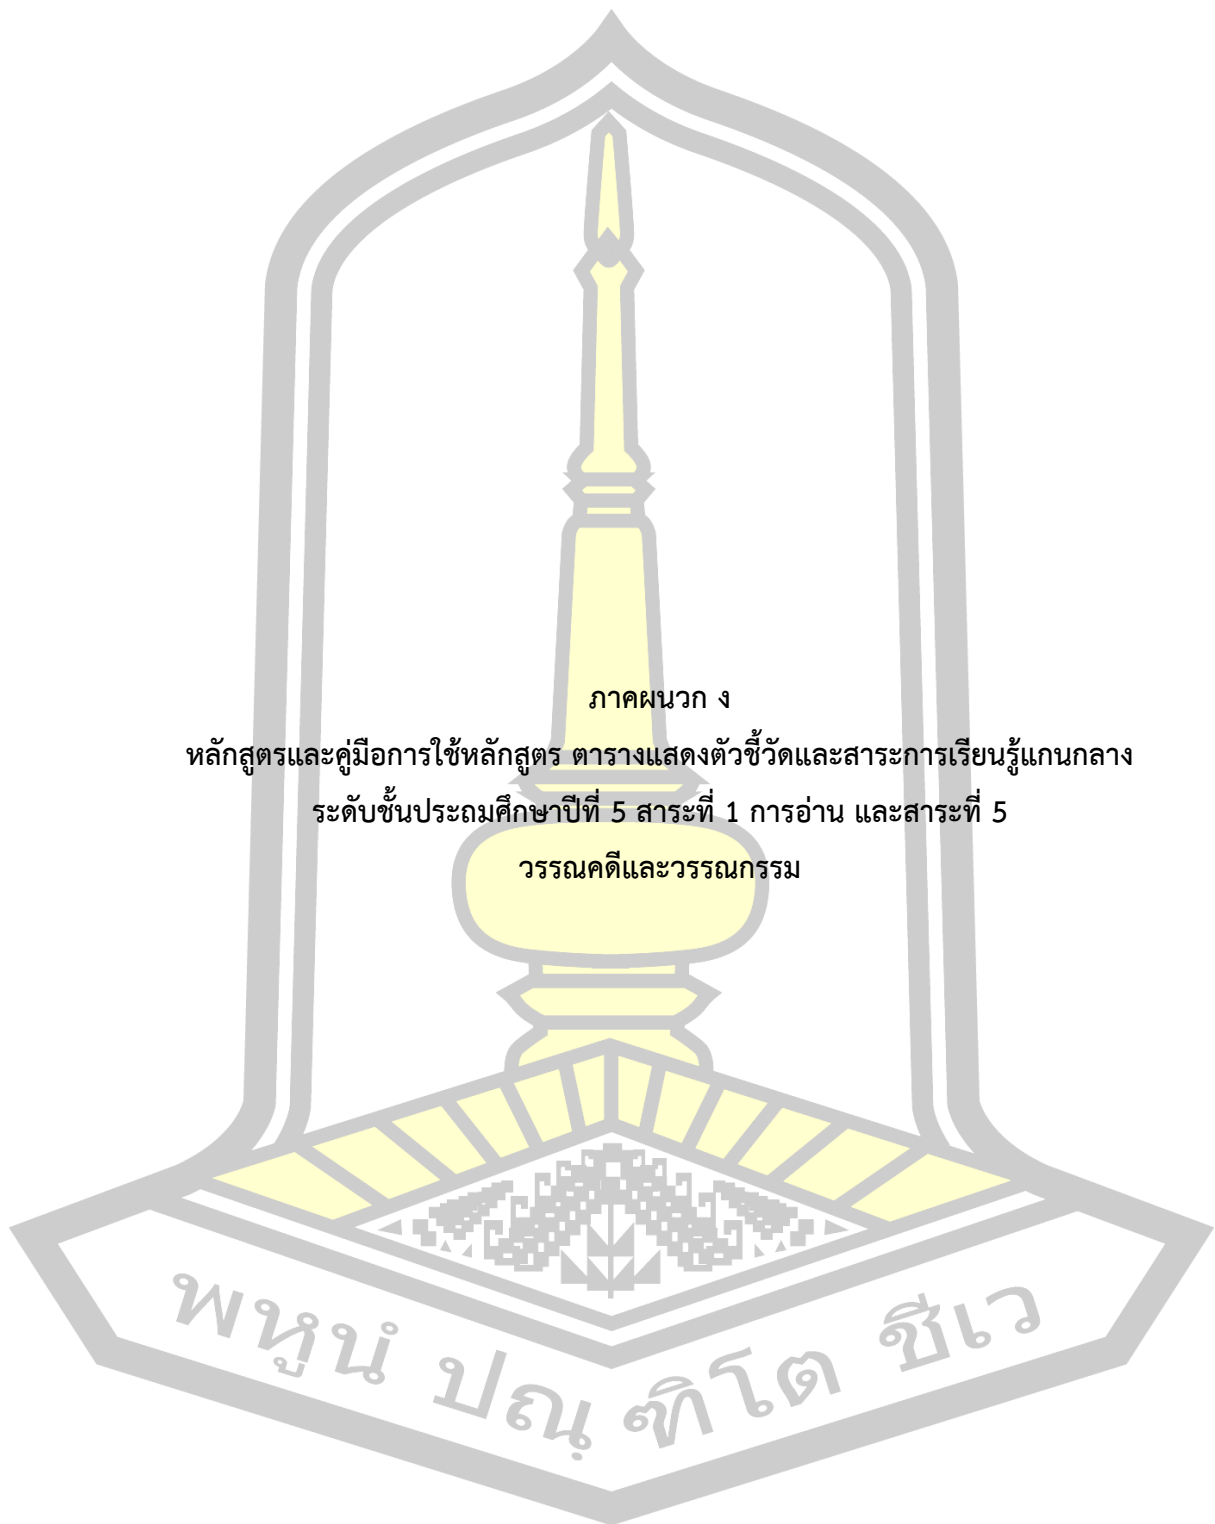 ภาคผนวก ง
หลักสูตรและคู่มือการใช้หลักสูตร ตารางแสดงตัวชี้วัดและสาระการเรียนรู้แกนกลาง
ระดับชั้นประถมศึกษาปีที่ 5 สาระที่ 1 การอ่าน และสาระที่ 5
วรรณคดีและวรรณกรรม
พหูนํ ปณฺฑิโต ชีเว